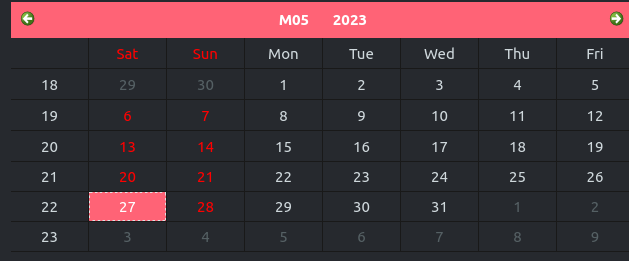 M05 2023
Sat Sun Mon Tue Wed Thu Fri
18 29 30 1 2 3 4 5
19 6 7 8 9 10 11 12
20 13 14 15 16 17 18 19
21 20 21 22 23 24 25 26
22 27 28 29 30 31 1 2
23 3 4 5 6 7 8 9